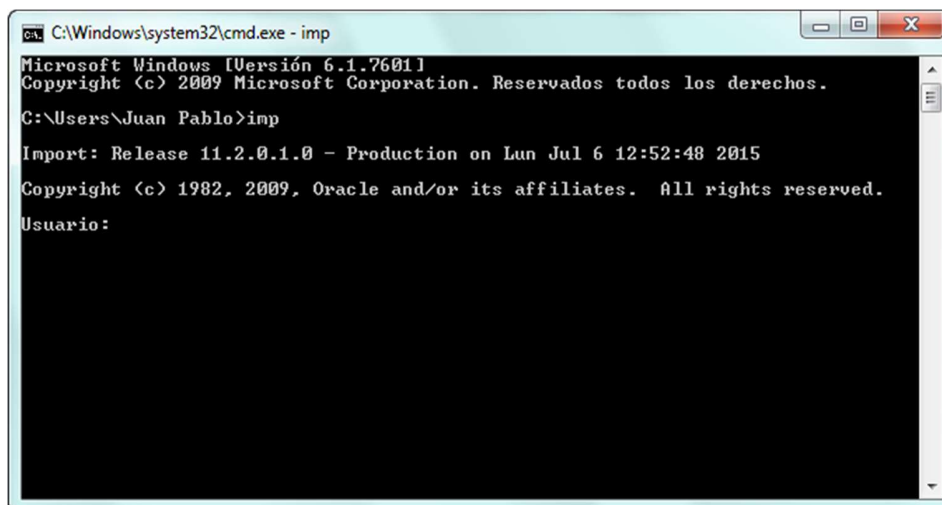 C:\Windows\system32\cmd.exe - imp
Microsoft Windows [Versión 6.1.7601]
Copyright (c) 2009 Microsoft Corporation. Reservados todos los derechos.
C:\Users\Juan Pablo>imp
Import: Release 11.2.0.1.0 - Production on Lun Jul 6 12:52:48 2015
Copyright (c) 1982, 2009, Oracle and/or its affiliates.  All rights reserved.
Usuario: